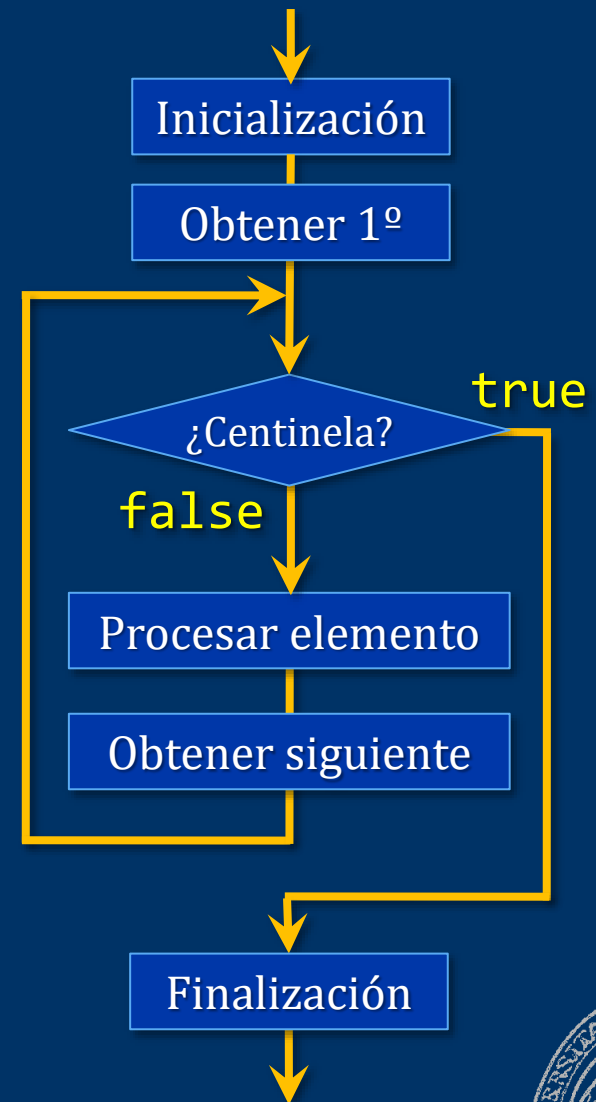 Inicialización
Obtener 1º
¿Centinela?
true
false
Procesar elemento
Obtener siguiente
Finalización